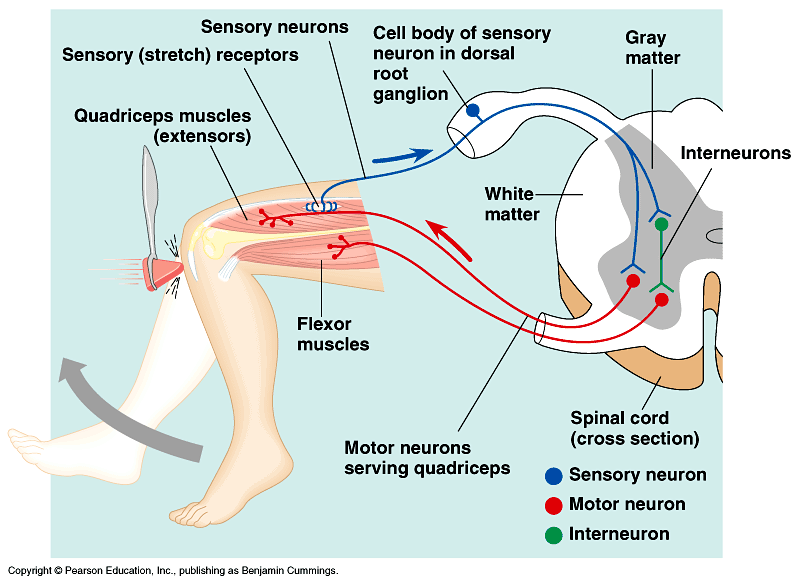 Sensory neurons
Sensory (stretch) receptors
Cell body of sensory
neuron in dorsal
root
ganglion
Gray
matter
Quadriceps muscles
(extensors)
Interneurons
White
matter
Flexor
muscles
Spinal cord
(cross section)
Motor neurons
serving quadriceps
Sensory neuron
Motor neuron
Interneuron
Copyright © Pearson Education, Inc., publishing as Benjamin Cummings.